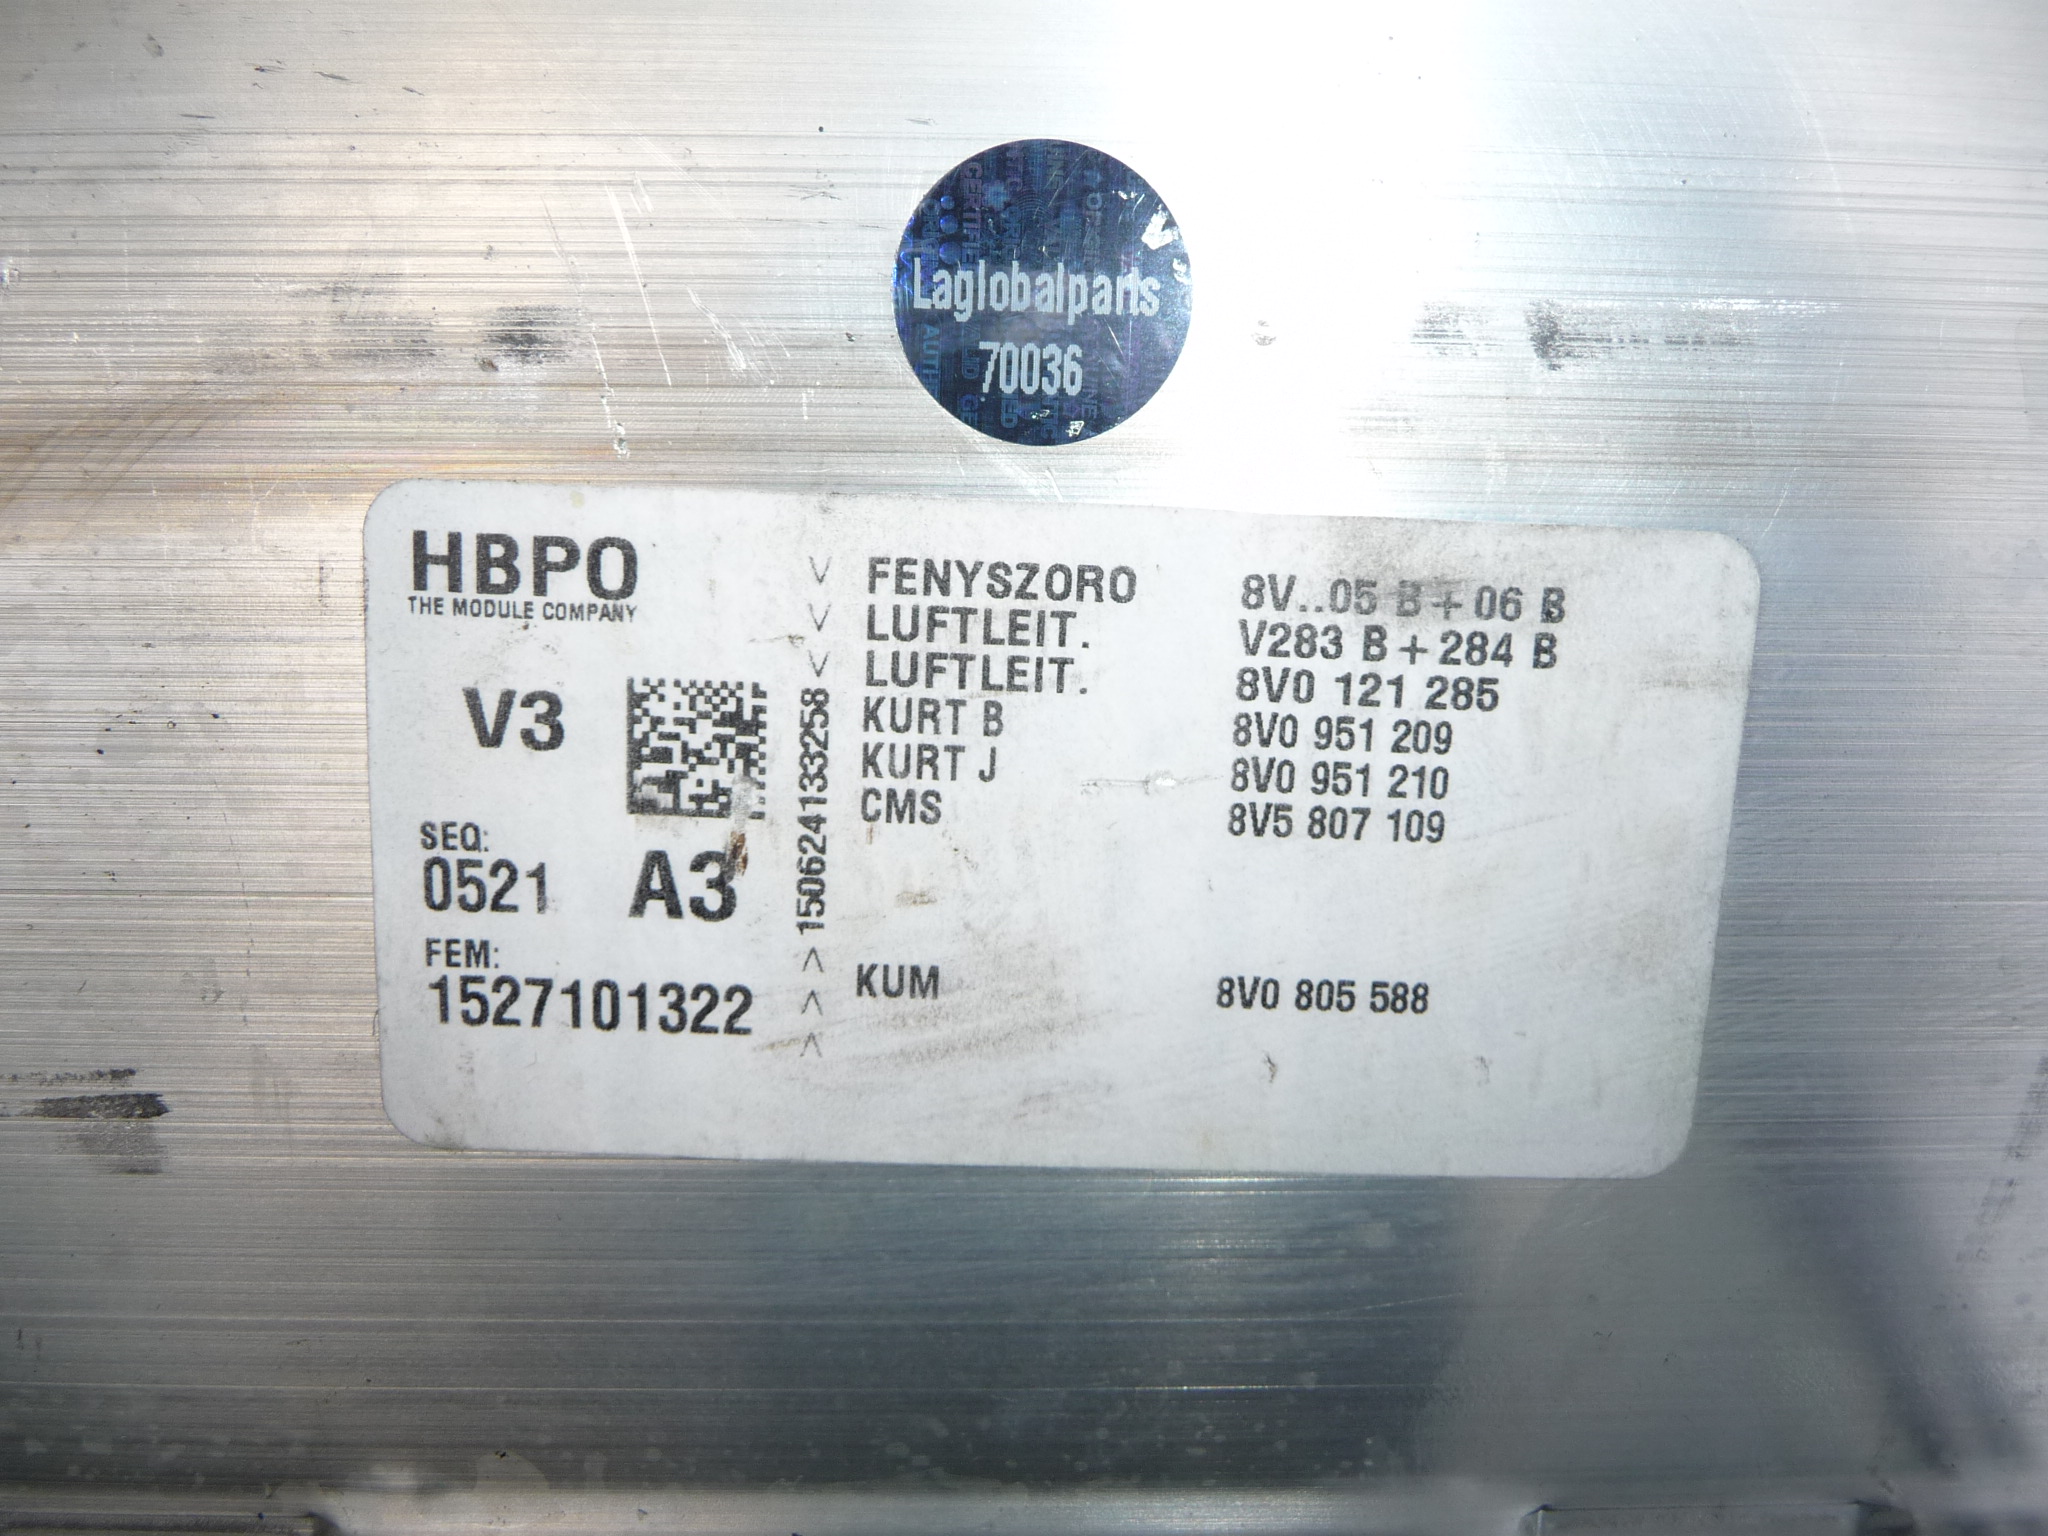 Laglobalparts
70036
HBPO
THE MODULE COMPANY
V3
SEQ:
0521
A3
FEM:
1527101322
>>>150624133258<<<
FENYSZORO 8V..05 B+06 B
LUFTLEIT. V283 B+284 B
LUFTLEIT. 8V0 121 285
KURT B 8V0 951 209
KURT J 8V0 951 210
CMS 8V5 807 109
KUM 8V0 805 588